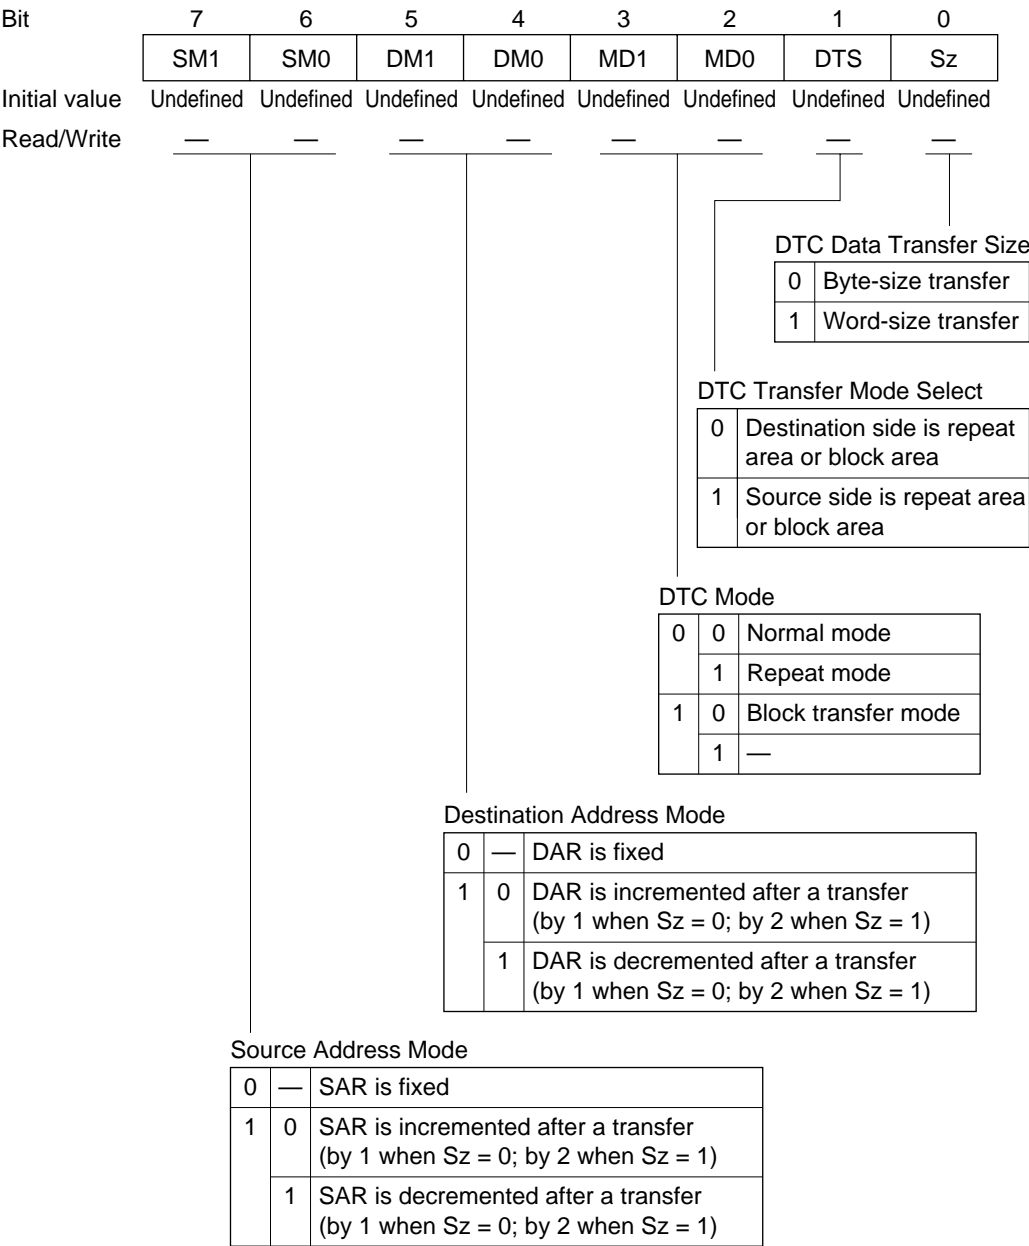 Bit 7 6 5 4 3 2 1 0
SM1 SM0 DM1 DM0 MD1 MD0 DTS Sz
Initial value Undefined Undefined Undefined Undefined Undefined Undefined Undefined Undefined
Read/Write — — — — — — — —
DTC Data Transfer Size
0 Byte-size transfer
1 Word-size transfer
DTC Transfer Mode Select
0 Destination side is repeat
area or block area
1 Source side is repeat area
or block area
DTC Mode
0 0 Normal mode
1 Repeat mode
1 0 Block transfer mode
1 —
Destination Address Mode
0 — DAR is fixed
1 0 DAR is incremented after a transfer
(by 1 when Sz = 0; by 2 when Sz = 1)
1 DAR is decremented after a transfer
(by 1 when Sz = 0; by 2 when Sz = 1)
Source Address Mode
0 — SAR is fixed
1 0 SAR is incremented after a transfer
(by 1 when Sz = 0; by 2 when Sz = 1)
1 SAR is decremented after a transfer
(by 1 when Sz = 0; by 2 when Sz = 1)